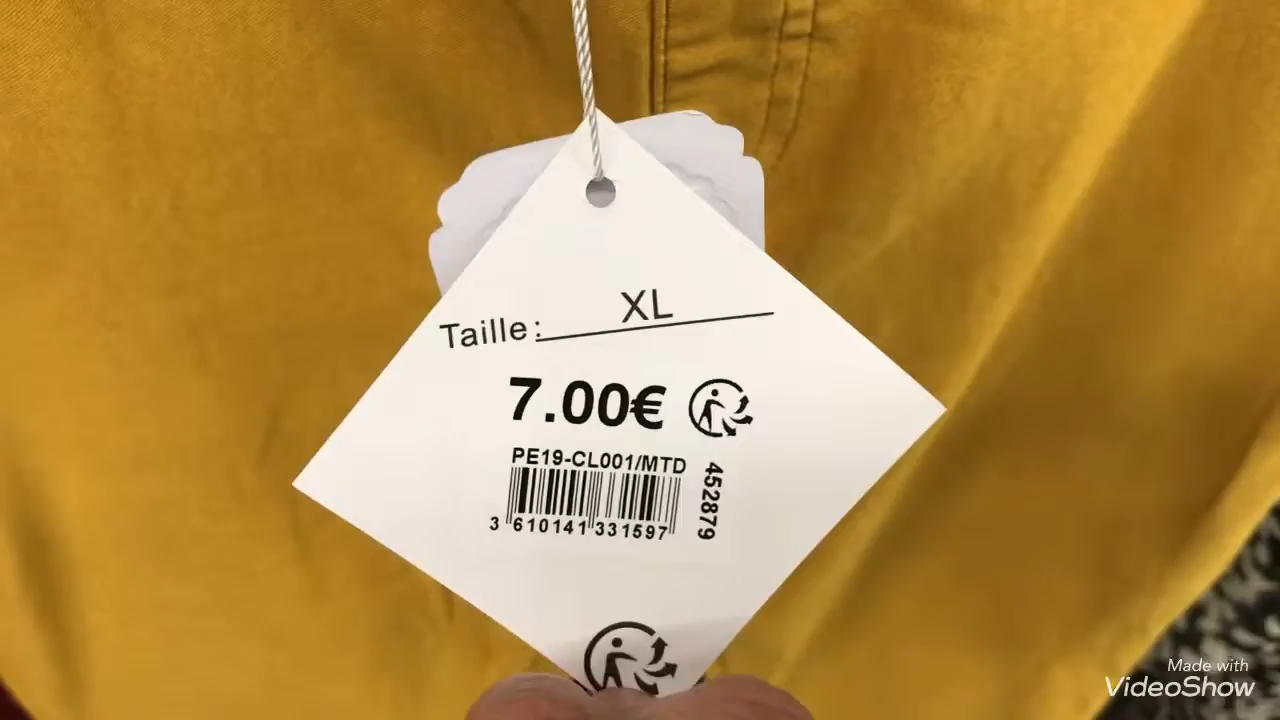 Taille: XL
7.00€
PE19-CL001/MTD
452879
3 610141 331597
Made with
VideoShow